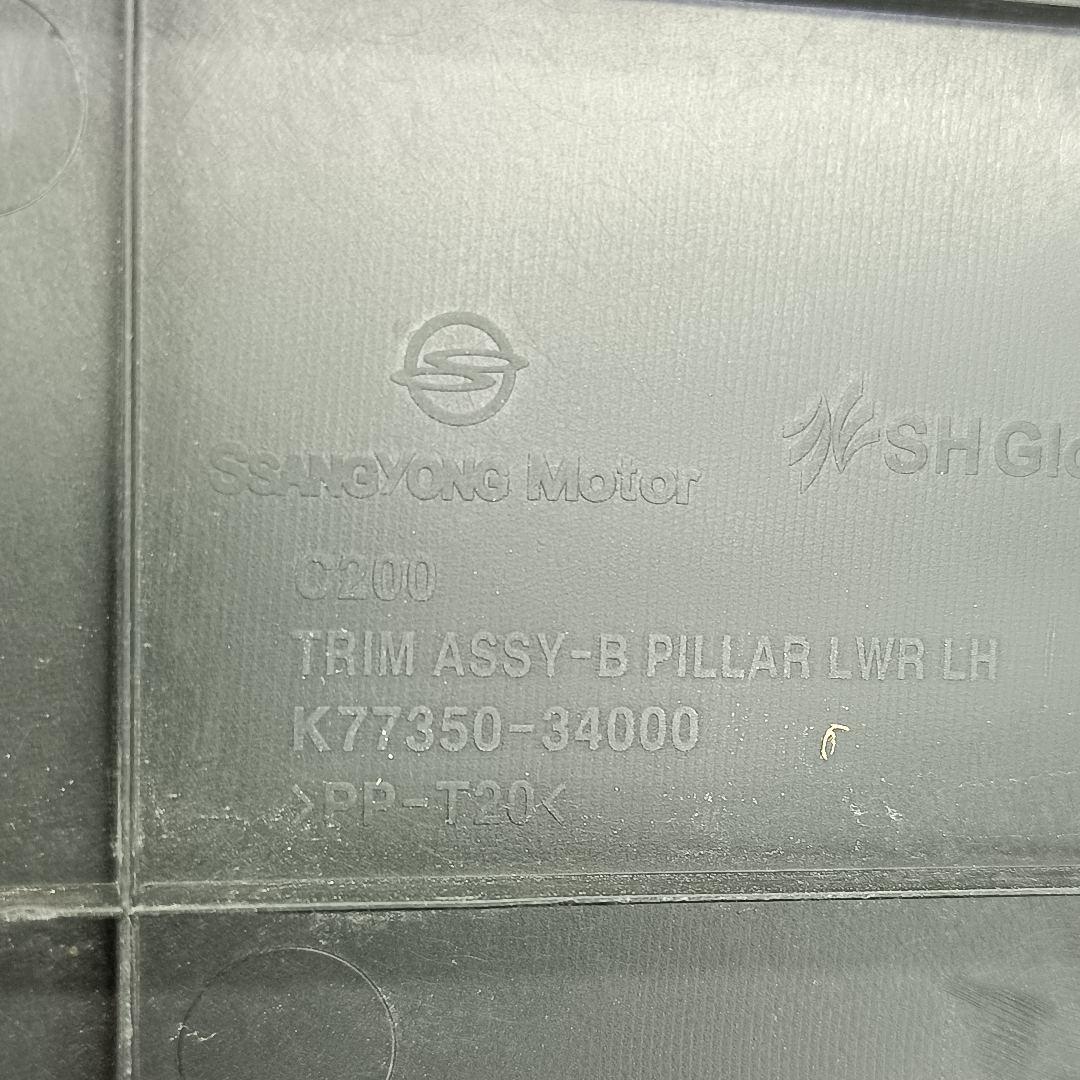 SSANGYONG Motor
SH Glo
C200
TRIM ASSY-B PILLAR LWR LH
K77350-34000
>PP-T20<